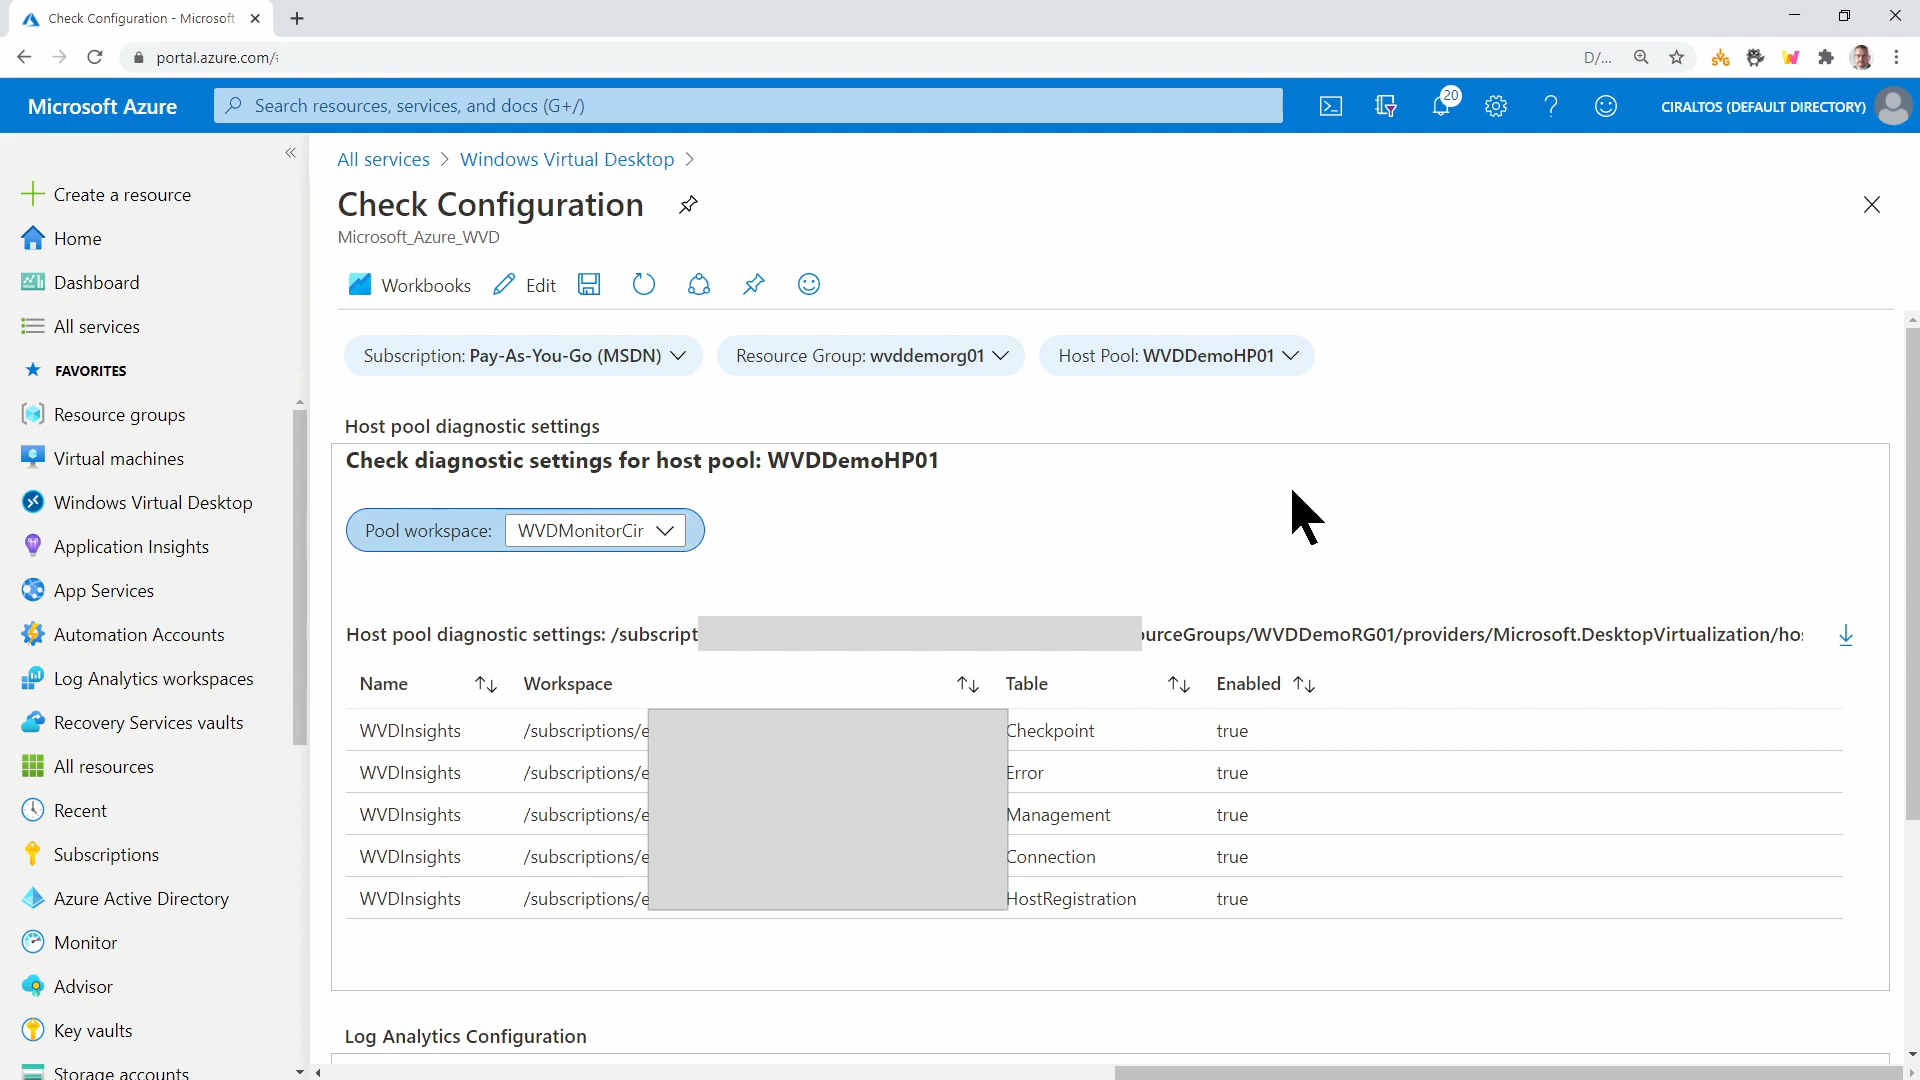 Check Configuration - Microsoft
portal.azure.com/
D/...
Microsoft Azure
Search resources, services, and docs (G+/)
20
CIRALTOS (DEFAULT DIRECTORY)
All services > Windows Virtual Desktop >
Check Configuration
Microsoft_Azure_WVD
Workbooks
Edit
Create a resource
Home
Dashboard
All services
FAVORITES
Resource groups
Virtual machines
Windows Virtual Desktop
Application Insights
App Services
Automation Accounts
Log Analytics workspaces
Recovery Services vaults
All resources
Recent
Subscriptions
Azure Active Directory
Monitor
Advisor
Key vaults
Storage accounts
Subscription: Pay-As-You-Go (MSDN)
Resource Group: wvddemorg01
Host Pool: WVDDemoHP01
Host pool diagnostic settings
Check diagnostic settings for host pool: WVDDemoHP01
Pool workspace: WVDMonitorCir
Host pool diagnostic settings: /subscript urceGroups/WVDDemoRG01/providers/Microsoft.DesktopVirtualization/ho
Name Workspace Table Enabled
WVDInsights /subscriptions/e Checkpoint true
WVDInsights /subscriptions/e Error true
WVDInsights /subscriptions/e Management true
WVDInsights /subscriptions/e Connection true
WVDInsights /subscriptions/e HostRegistration true
Log Analytics Configuration